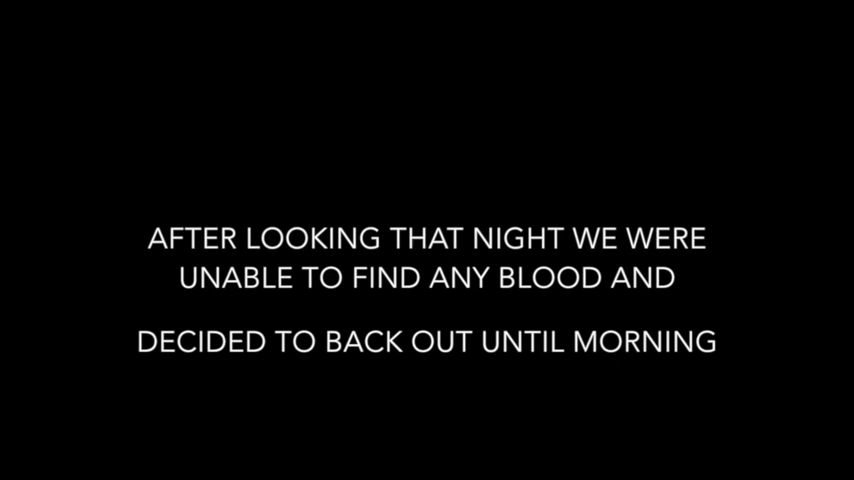 AFTER LOOKING THAT NIGHT WE WERE
UNABLE TO FIND ANY BLOOD AND
DECIDED TO BACK OUT UNTIL MORNING